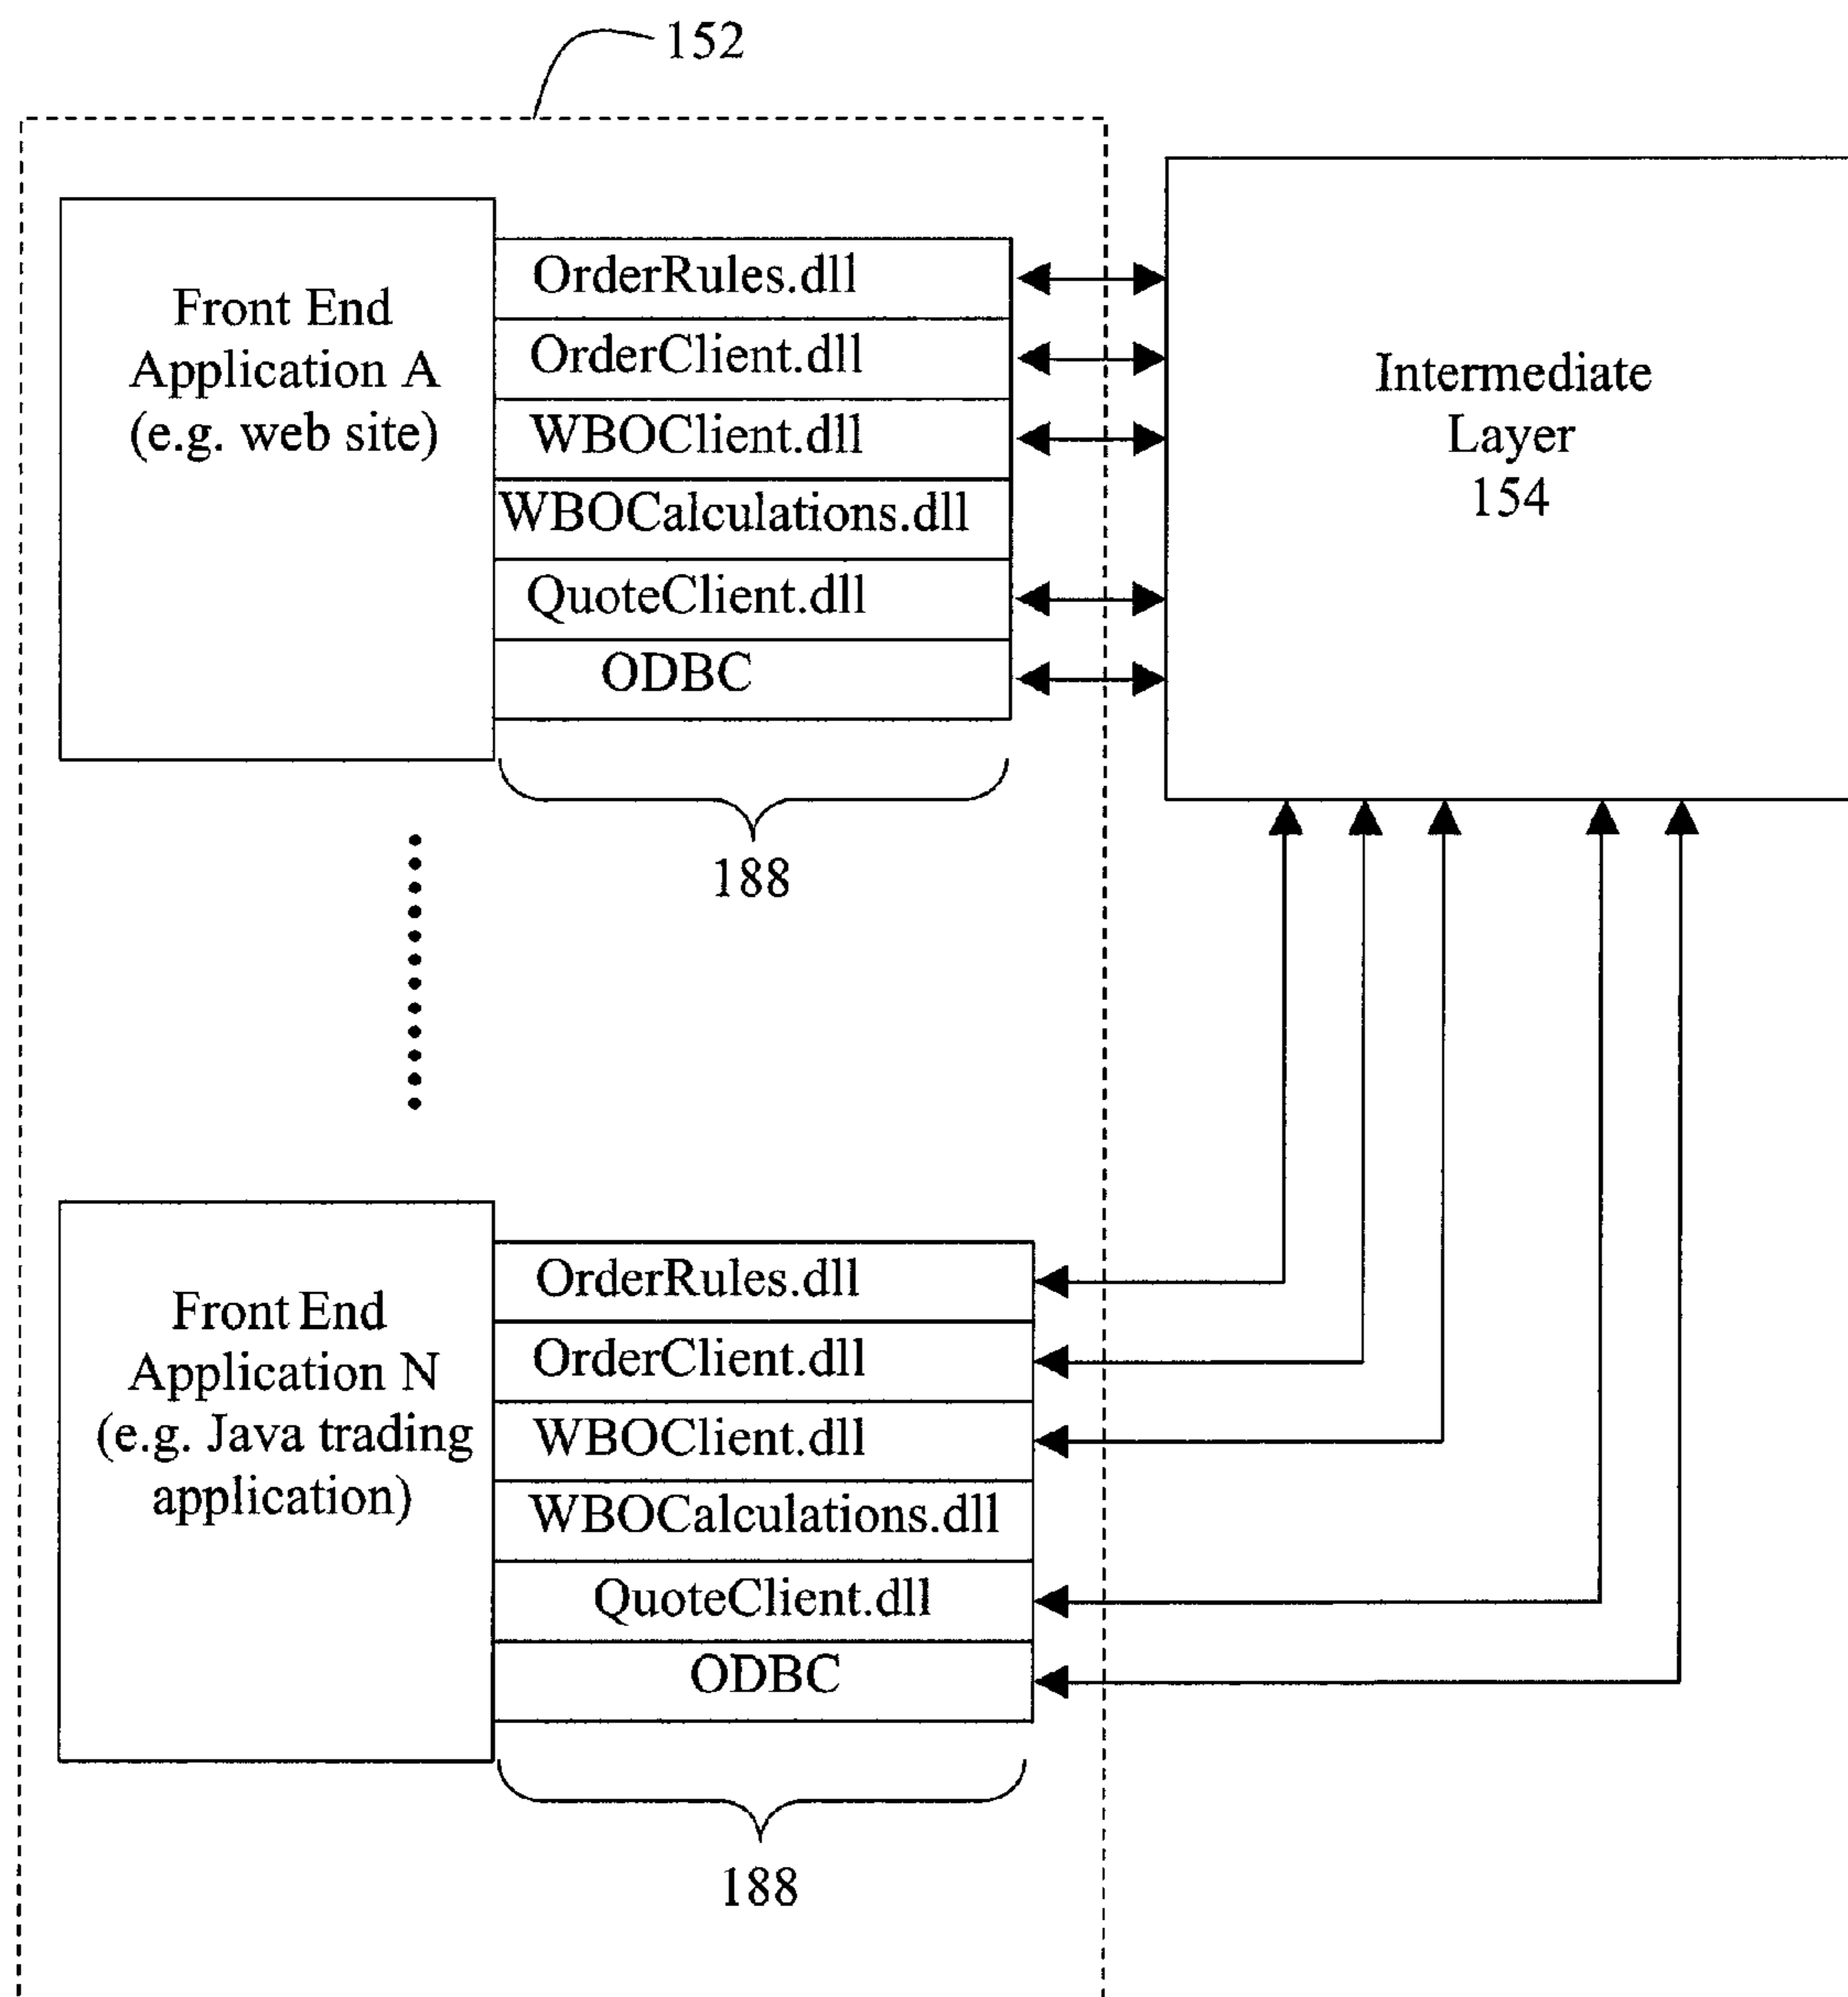 152
Front End
Application A
(e.g. web site)
OrderRules.dll
OrderClient.dll
WBOClient.dll
WBOCalculations.dll
QuoteClient.dll
ODBC
188
Intermediate
Layer
154
Front End
Application N
(e.g. Java trading
application)
OrderRules.dll
OrderClient.dll
WBOClient.dll
WBOCalculations.dll
QuoteClient.dll
ODBC
188